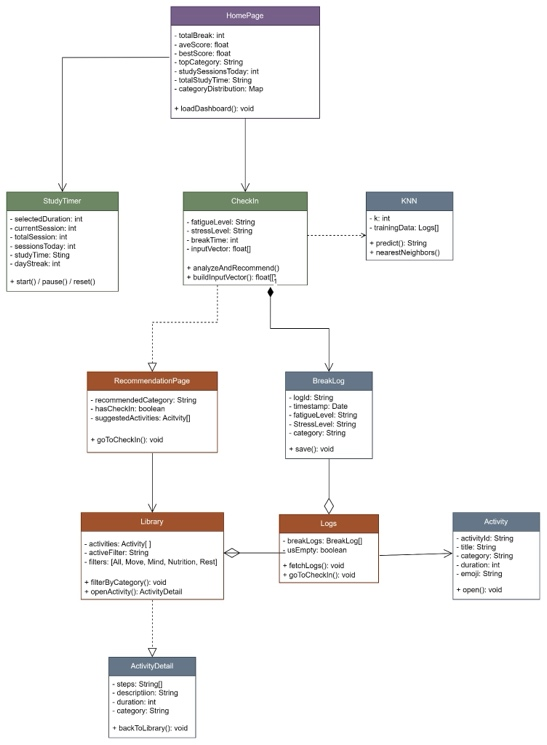 HomePage
- totalBreak: int
- aveScore: float
- bestScore: float
- topCategory: String
- studySessionsToday: int
- totalStudyTime: String
- categoryDistribution: Map
+ loadDashboard(): void
StudyTimer
- selectedDuration: int
- currentSession: int
- totalSession: int
- sessionsToday: int
- studyTime: Sting
- dayStreak: int
+ start() / pause() / reset()
CheckIn
- fatigueLevel: String
- stressLevel: String
- breakTime: int
- inputVector: float[]
+ analyzeAndRecommend()
+ buildInputVector(): float[]
1
KNN
- k: int
- trainingData: Logs[]
+ predict(): String
+ nearestNeighbors()
RecommendationPage
- recommendedCategory: String
- hasCheckIn: boolean
- suggestedActivities: Acitvity[]
+ goToCheckIn(): void
BreakLog
- logId: String
- timestamp: Date
- fatigueLevel: String
- StressLevel: String
- category: String
+ save(): void
Library
- activities: Activity[ ]
- activeFilter: String
- filters: [All, Move, Mind, Nutrition, Rest]
+ filterByCategory(): void
+ openActivity(): ActivityDetail
Logs
- breakLogs: BreakLog[]
- usEmpty: boolean
+ fetchLogs(): void
+ goToCheckIn(): void
Activity
- activityId: String
- title: String
- category: String
- duration: int
- emoji: String
+ open(): void
ActivityDetail
- steps: String[]
- description: String
- duration: int
- category: String
+ backToLibrary(): void